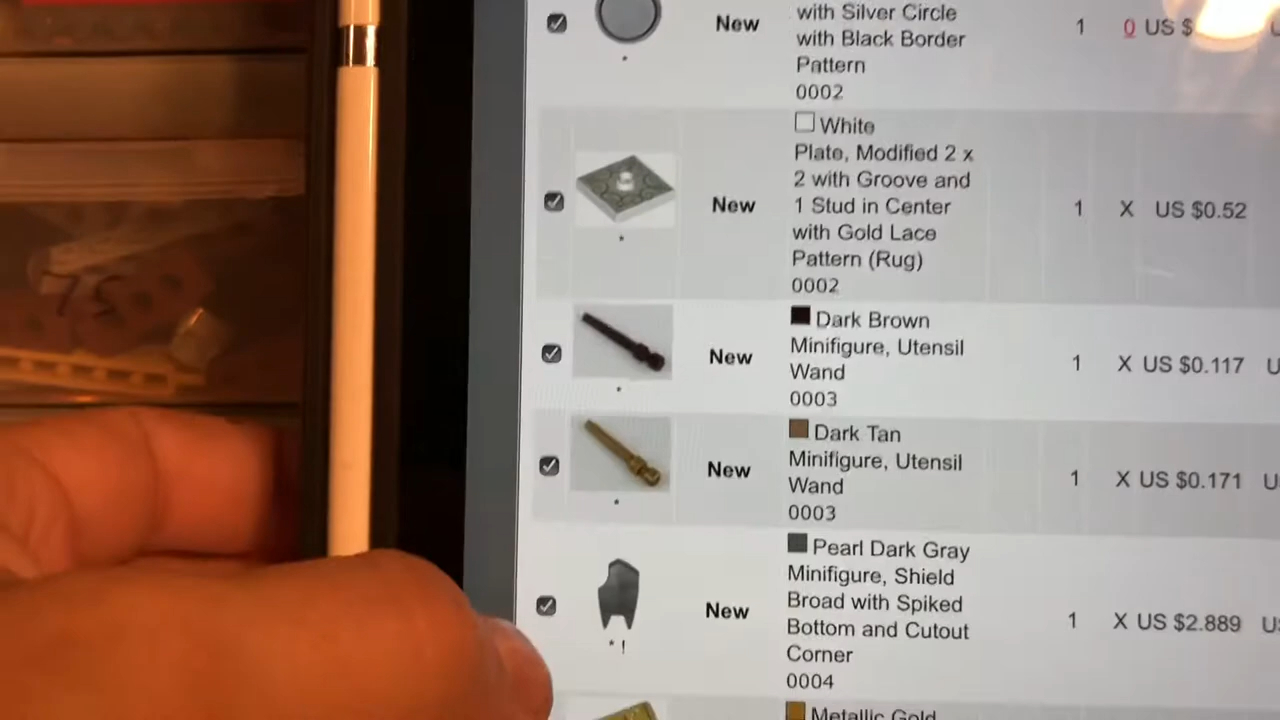 New
with Silver Circle
with Black Border
Pattern
0002
1
0 US $
White
Plate, Modified 2 x
2 with Groove and
1 Stud in Center
with Gold Lace
Pattern (Rug)
0002
New
1
X US $0.52
Dark Brown
Minifigure, Utensil
Wand
0003
New
1
X US $0.117 U
Dark Tan
Minifigure, Utensil
Wand
0003
New
1
X US $0.171 U
* !
New
Pearl Dark Gray
Minifigure, Shield
Broad with Spiked
Bottom and Cutout
Corner
0004
1
X US $2.889 U
Metallic Gold
75